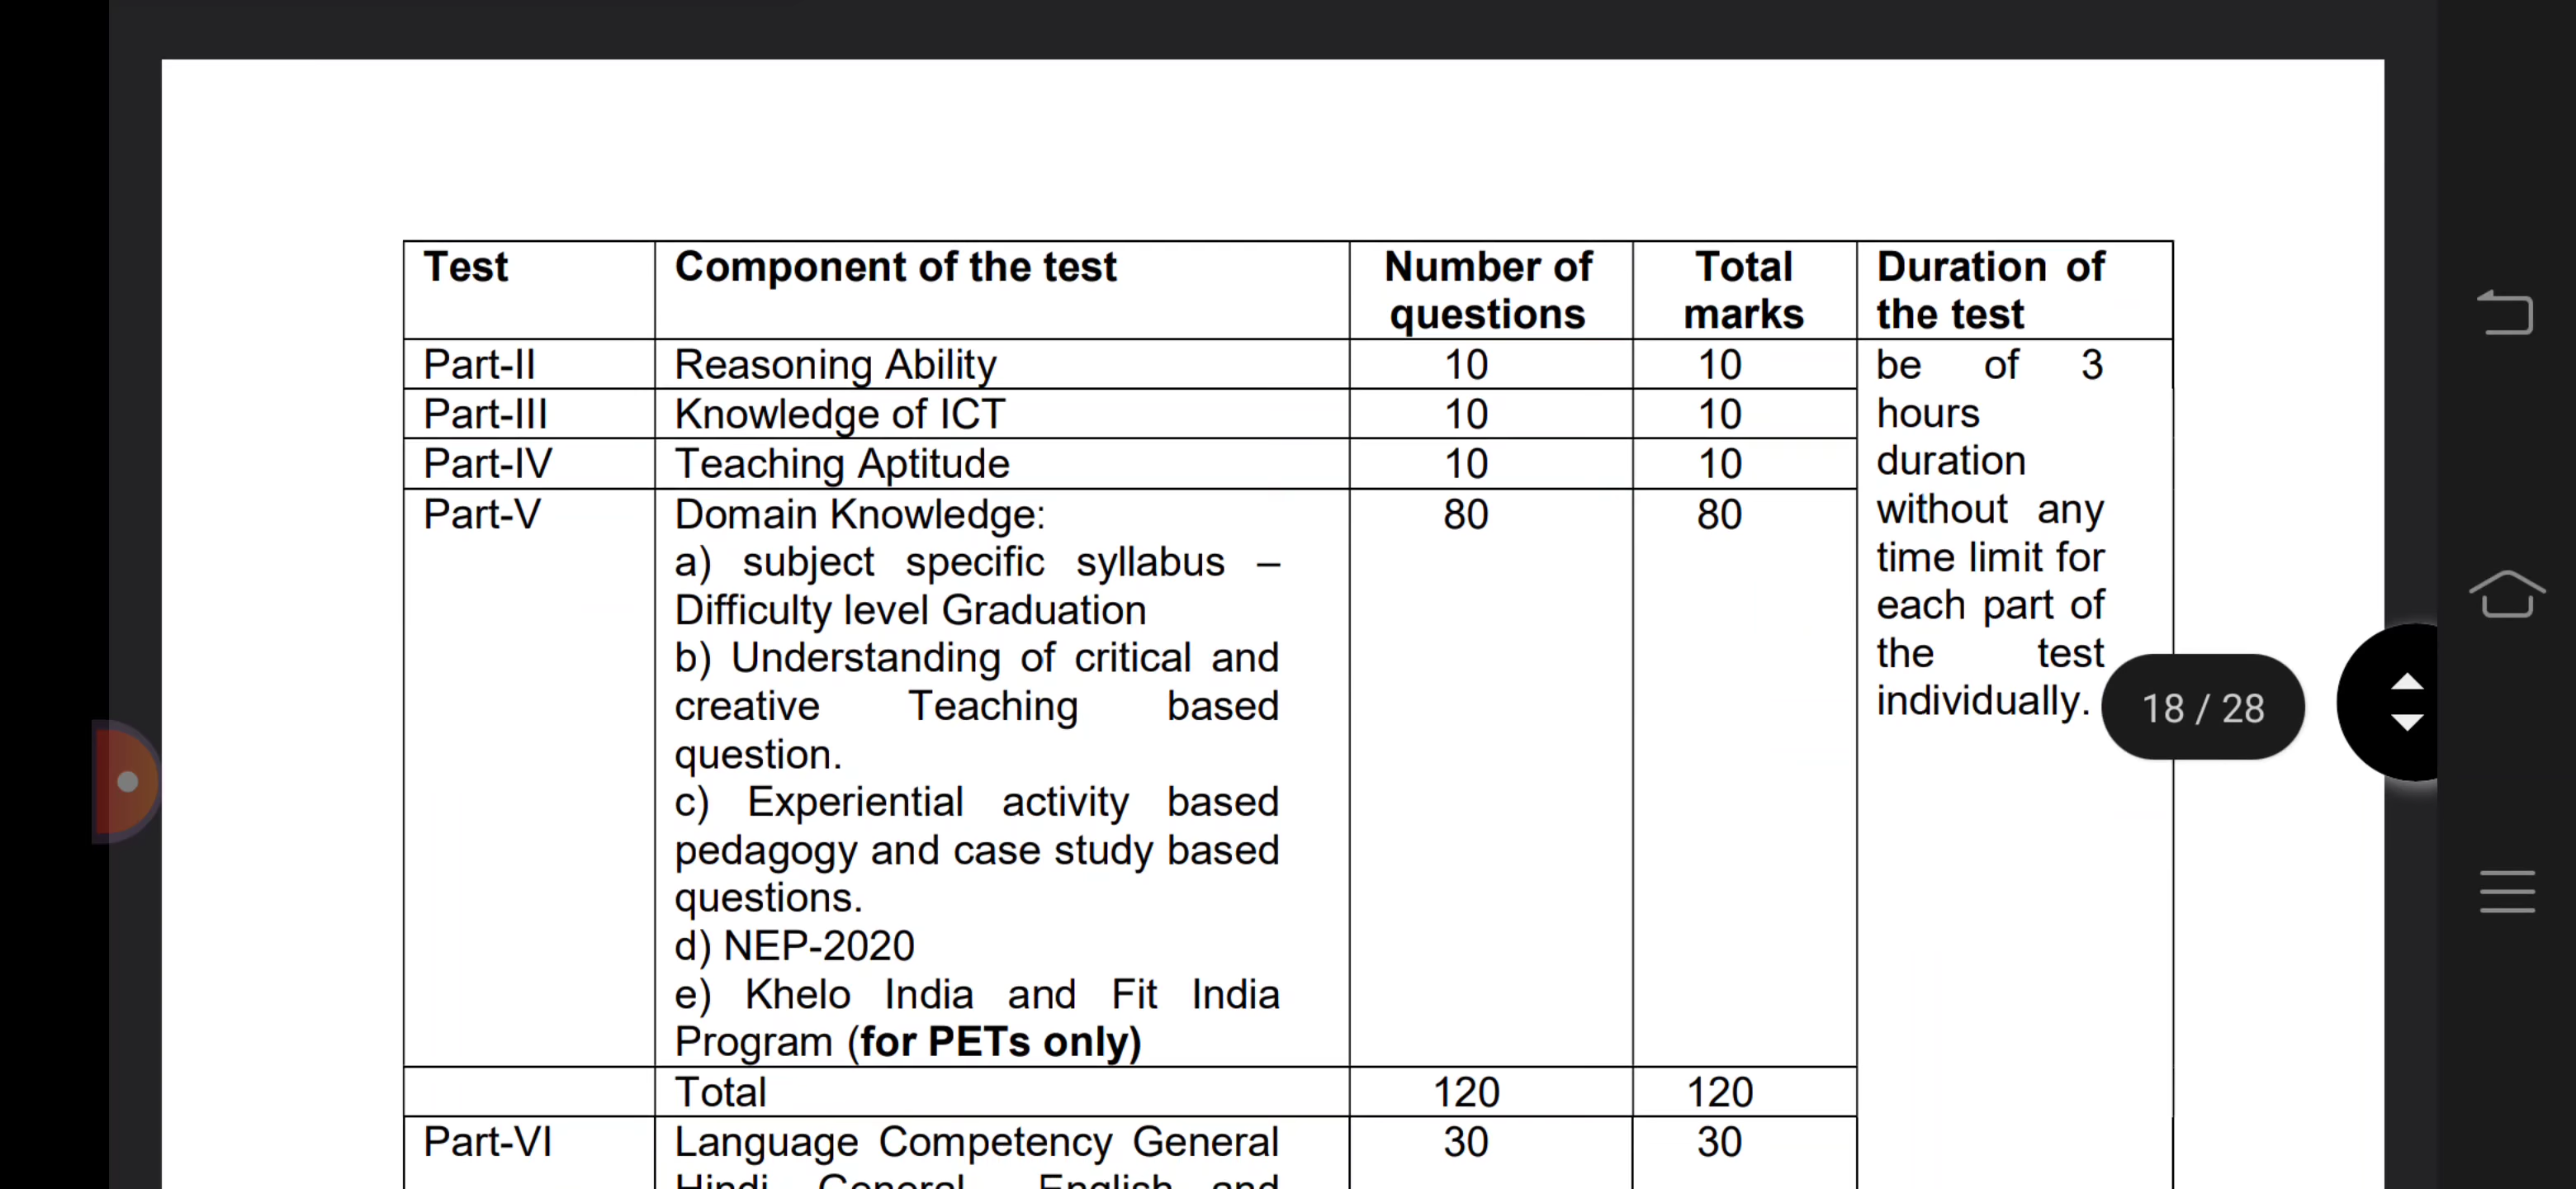 Test Component of the test Number of questions Total marks Duration of the test
Part-II Reasoning Ability 10 10
Part-III Knowledge of ICT 10 10
Part-IV Teaching Aptitude 10 10
Part-V Domain Knowledge: 80 80
a) subject specific syllabus –
Difficulty level Graduation
b) Understanding of critical and
creative Teaching based
question.
c) Experiential activity based
pedagogy and case study based
questions.
d) NEP-2020
e) Khelo India and Fit India
Program (for PETs only)
be of 3
hours
duration
without any
time limit for
each part of
the test
individually.
Total 120 120
Part-VI Language Competency General 30 30
Hindi, General English and
18 / 28